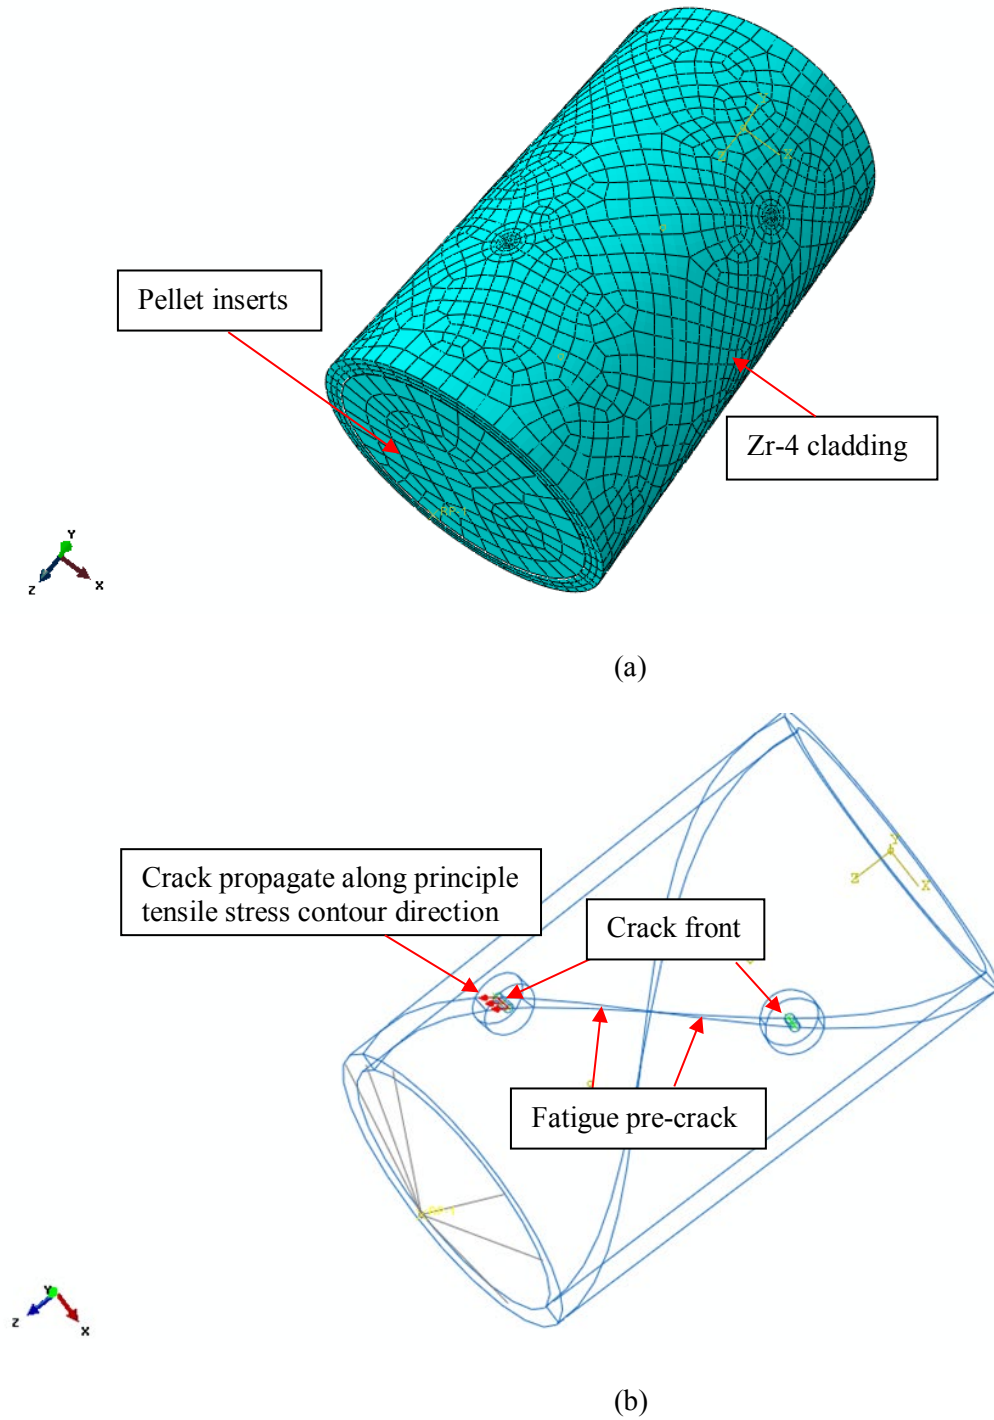 Pellet inserts
Zr-4 cladding
Y
Z
X
(a)
Crack propagate along principle
tensile stress contour direction
Crack front
Y
Z
X
Fatigue pre-crack
Y
Z
X
(b)